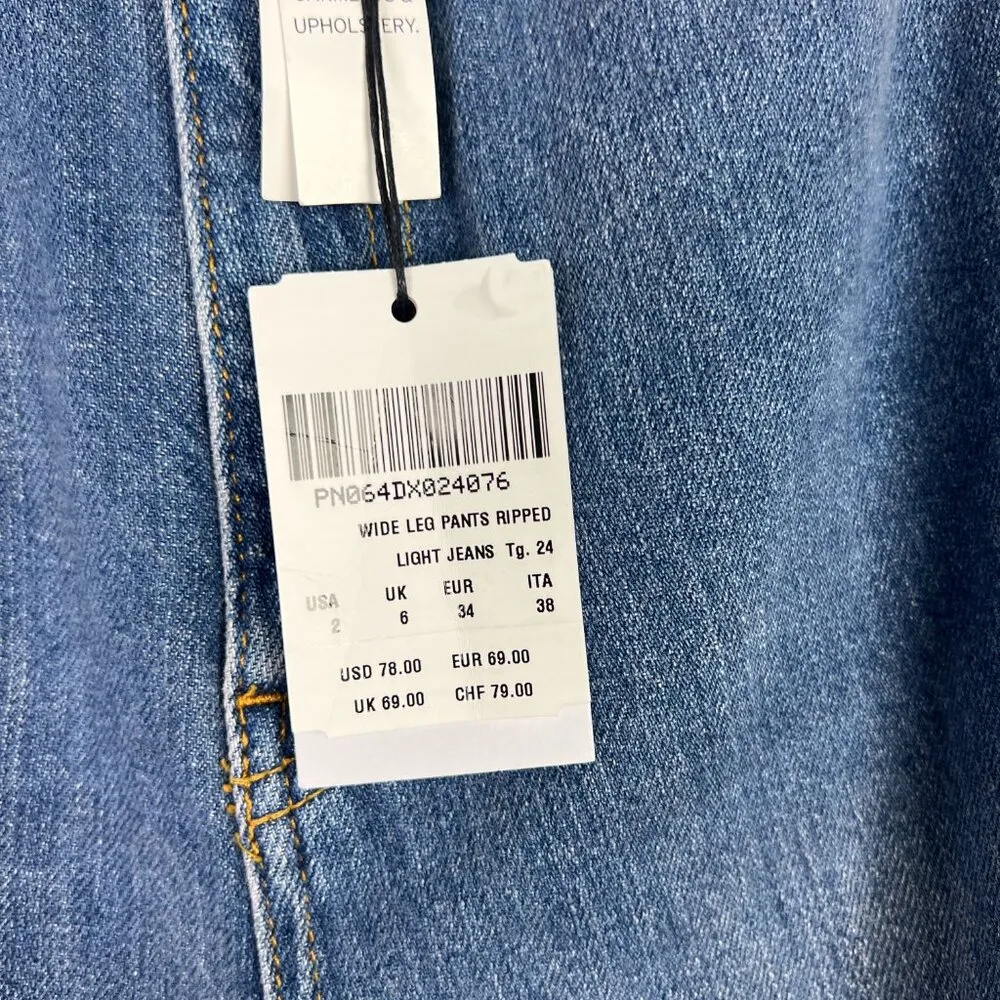 UPHOLSTERY.
PN064DX024076
WIDE LEG PANTS RIPPED
LIGHT JEANS Tg. 24
USA UK EUR ITA
2 6 34 38
USD 78.00 EUR 69.00
UK 69.00 CHF 79.00